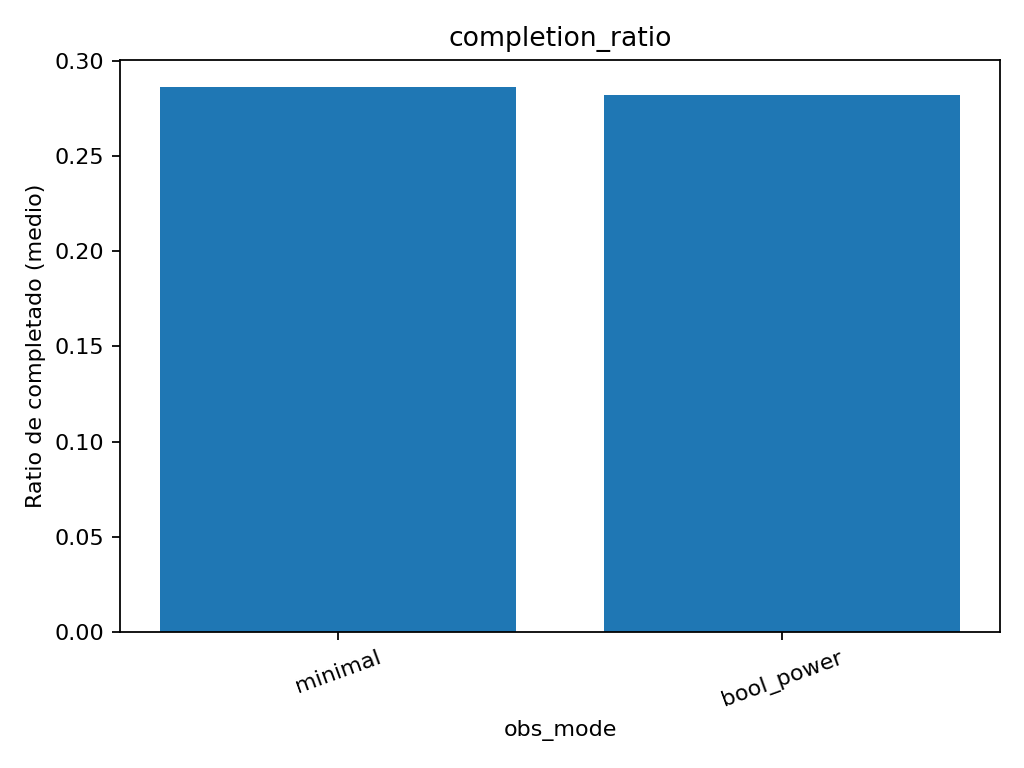 completion_ratio
Ratio de completado (medio)
0.30
0.25
0.20
0.15
0.10
0.05
0.00
minimal
bool_power
obs_mode